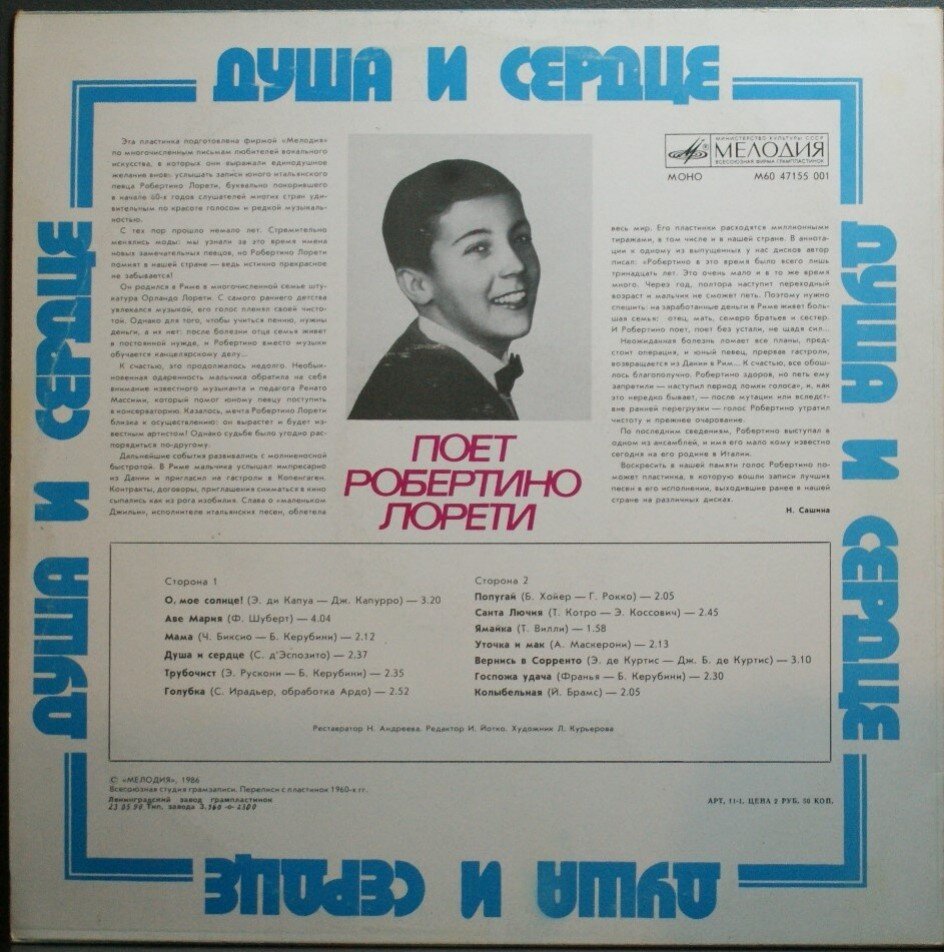 ДУША И СЕРДЦЕ
Эта пластинка подготовлена фирмой «Мелодия»
по многочисленным письмам любителей вокального
искусства, в которых они выражали единодушное
желание вновь услышать записи юного итальянского
певца Робертино Лорети, буквально покорившего
в начале 60-х годов слушателей многих стран уди-
вительным по красоте голосом и редкой музыкаль-
ностью.
С тех пор прошло немало лет. Стремительно
менялись моды: мы узнали за это время имена
новых замечательных певцов, но Робертино Лорети
помнят в нашей стране — ведь истинно прекрасное
не забывается!
Он родился в Риме в многочисленной семье шту-
катура Орландо Лорети. С самого раннего детства
увлекался музыкой, его голос пленял своей чисто-
той. Однако для того, чтобы учиться пению, нужны
деньги, а их нет: после болезни отца семья живет
в постоянной нужде, и Робертино вместо музыки
обучается канцелярскому делу...
К счастью, это продолжалось недолго. Необык-
новенная одаренность мальчика обратила на себя
внимание известного музыканта и педагога Ренато
Массими, который помог юному певцу поступить
в консерваторию. Казалось, мечта Робертино Лорети
близка к осуществлению: он вырастет и будет из-
вестным артистом! Однако судьбе было угодно рас-
порядиться по-другому.
Дальнейшие события развивались с молниеносной
быстротой. В Риме мальчика услышал импресарио
из Дании и пригласил на гастроли в Копенгаген.
Контракты, договоры, приглашения сниматься в кино
сыпались как из рога изобилия. Слава о «маленьком
Джильи», исполнителе итальянских песен, облетела
МИНИСТЕРСТВО КУЛЬТУРЫ СССР
МЕЛОДИЯ
ВСЕСОЮЗНАЯ ФИРМА ГРАМПЛАСТИНОК
МОНО М60 47155 001
весь мир. Его пластинки расходятся миллионными
тиражами, в том числе и в нашей стране. В аннота-
ции к одному из выпущенных у нас дисков автор
писал: «Робертино в это время было всего лишь
тринадцать лет. Это очень мало и в то же время
много. Через год, полтора наступит переходный
возраст и мальчик не сможет петь. Поэтому нужно
спешить: на заработанные деньги в Риме живет боль-
шая семья: отец, мать, семеро братьев и сестер.
И Робертино поет, поет без устали, не щадя сил...
Неожиданная болезнь ломает все планы, пред-
стоит операция, и юный певец, прервав гастроли,
возвращается из Дании в Рим... К счастью, все обош-
лось благополучно. Робертино здоров, но петь ему
запретили — наступил период ломки голоса», и, как
это нередко бывает, — после мутации или вследст-
вие ранней перегрузки — голос Робертино утратил
чистоту и прежнее очарование.
По последним сведениям, Робертино выступал в
одном из ансамблей, и имя его мало кому известно
сегодня на его родине в Италии.
Воскресить в нашей памяти голос Робертино по-
может пластинка, в которую вошли записи лучших
песен в его исполнении, выходившие ранее в нашей
стране на различных дисках.
Н. Сашина
ПОЕТ
РОБЕРТИНО
ЛОРЕТИ
Сторона 1
О, мое солнце! (Э. ди Капуа — Дж. Капурро) — 3.20
Аве Мария (Ф. Шуберт) — 4.04
Мама (Ч. Биксио — Б. Керубини) — 2.12
Душа и сердце (С. д'Эспозито) — 2.37
Трубочист (Э. Рускони — Б. Керубини) — 2.35
Голубка (С. Ирадьер, обработка Ардо) — 2.52
Сторона 2
Попугай (Б. Хойер — Г. Рокко) — 2.05
Санта Лючия (Т. Котро — Э. Коссович) — 2.45
Ямайка (Т. Вилли) — 1.58
Уточка и мак (А. Маскерони) — 2.13
Вернись в Сорренто (Э. де Куртис — Дж. Б. де Куртис) — 3.10
Госпожа удача (Франья — Б. Керубини) — 2.30
Колыбельная (Й. Брамс) — 2.05
Реставратор Н. Андреева. Редактор И. Йотко. Художник Л. Курьерова
© «МЕЛОДИЯ», 1986
Всесоюзная студия грамзаписи. Переписи с пластинок 1960-х гг.
Ленинградский завод грампластинок
Тип. завода З.
АРТ. 11-1. ЦЕНА 2 РУБ. 50 КОП.
ДУША И СЕРДЦЕ
ДУША И СЕРДЦЕ
ДУША И СЕРДЦЕ